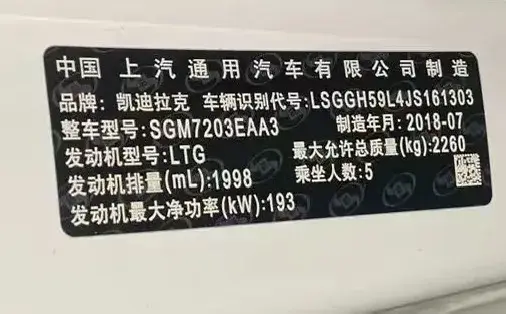 中国 上汽通用汽车有限公司制造
品牌: 凯迪拉克 车辆识别代号: LSGGH59L4JS161303
整车型号: SGM7203EAA3 制造年月: 2018-07
发动机型号: LTG 最大允许总质量(kg): 2260
发动机排量(mL): 1998 乘坐人数: 5
发动机最大净功率(kW): 193